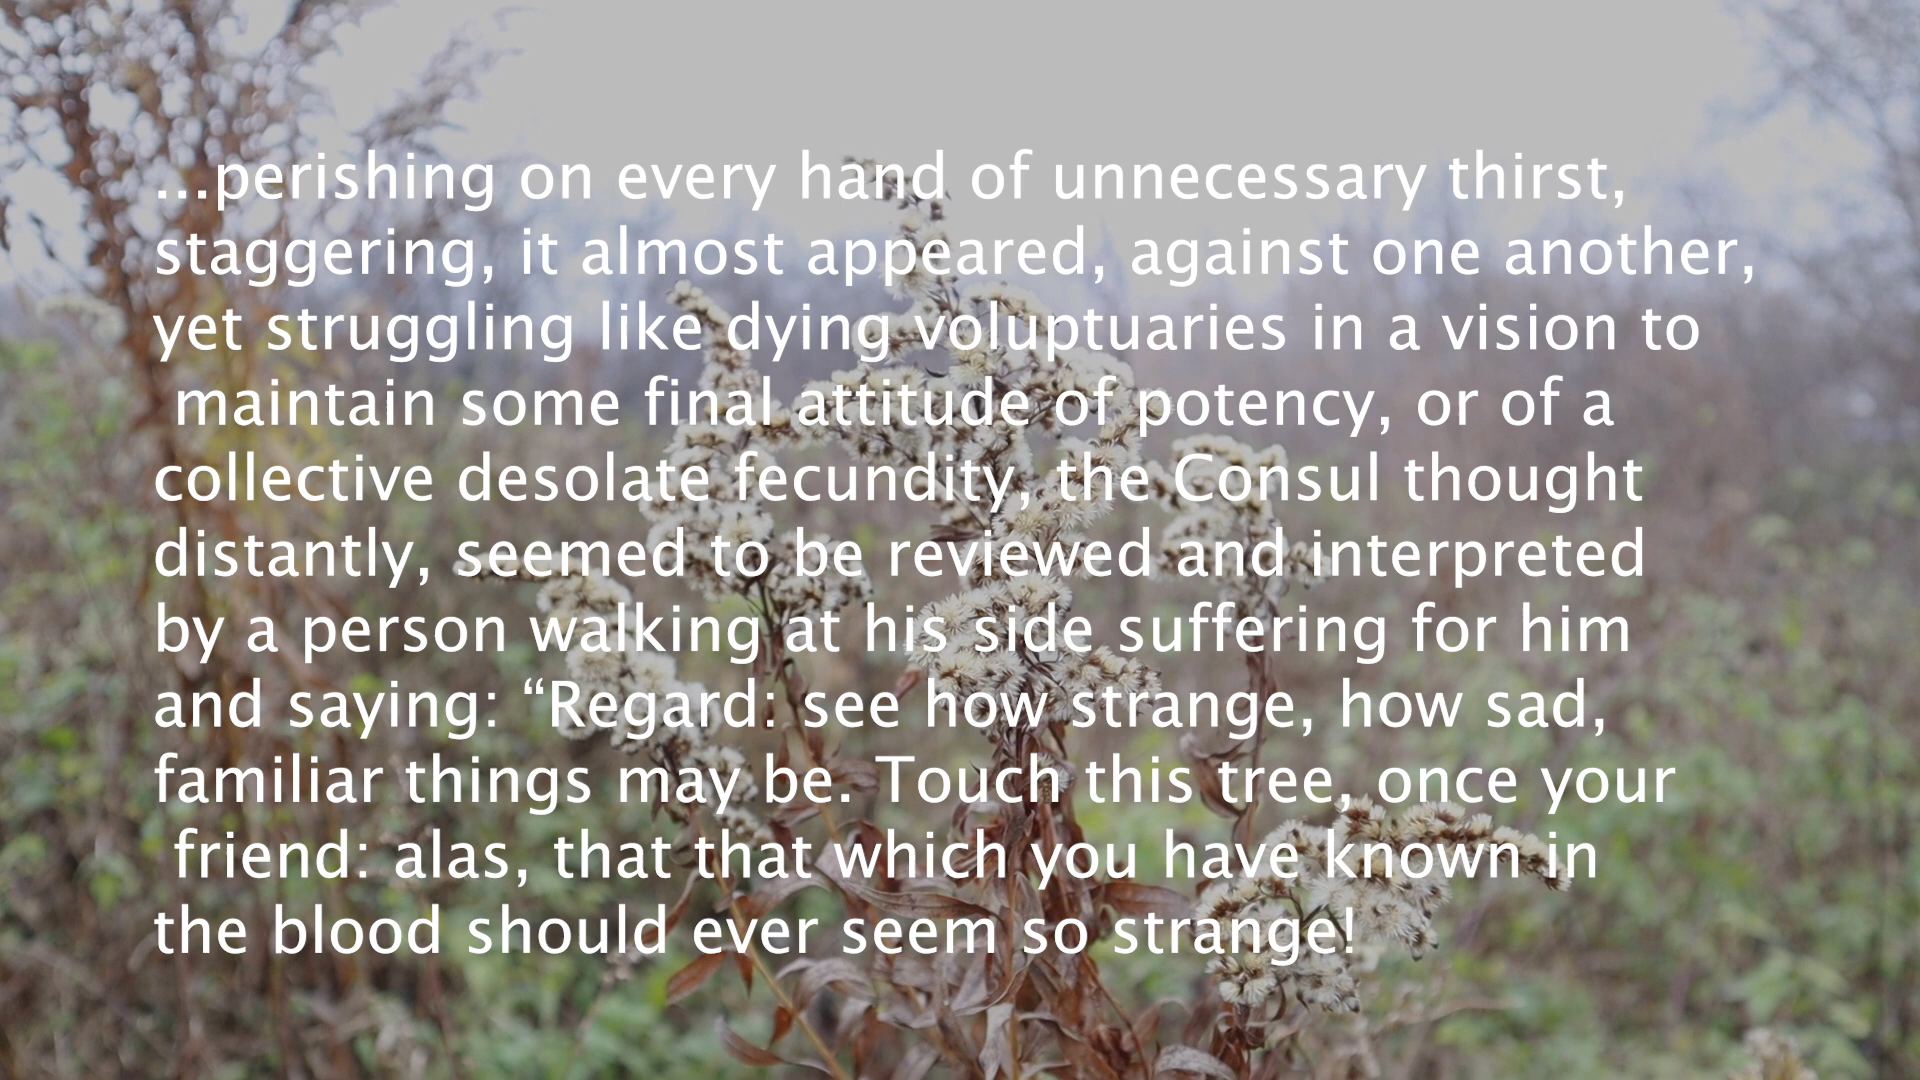 ...perishing on every hand of unnecessary thirst,
staggering, it almost appeared, against one another,
yet struggling like dying voluptuaries in a vision to
maintain some final attitude of potency, or of a
collective desolate fecundity, the Consul thought
distantly, seemed to be reviewed and interpreted
by a person walking at his side suffering for him
and saying: “Regard: see how strange, how sad,
familiar things may be. Touch this tree, once your
friend: alas, that that which you have known in
the blood should ever seem so strange!